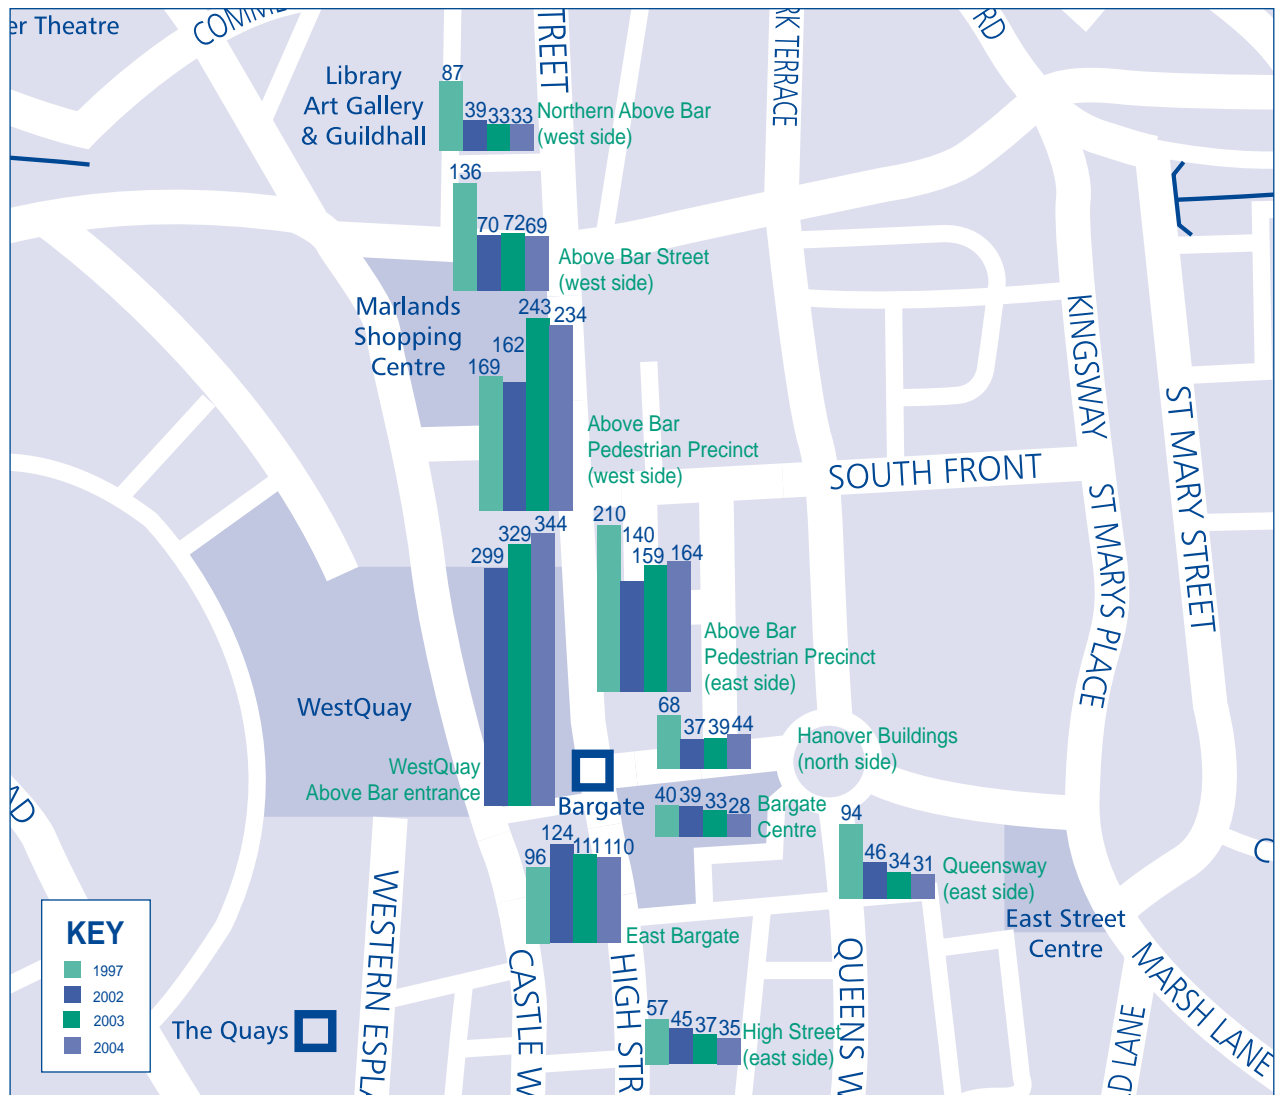 er Theatre
COMME
STREET
RK TERRACE
RD
Library
Art Gallery
& Guildhall
87
39
33
33
Northern Above Bar
(west side)
136
70
72
69
Above Bar Street
(west side)
Marlands
Shopping
Centre
243
234
162
169
Above Bar
Pedestrian Precinct
(west side)
KINGSWAY
ST MARY STREET
SOUTH FRONT
ST MARYS PLACE
344
329
299
210
140
159
164
Above Bar
Pedestrian Precinct
(east side)
WestQuay
WestQuay
Above Bar entrance
68
37
39
44
Hanover Buildings
(north side)
Bargate
40
39
33
28
Bargate
Centre
AD
124
96
111
110
East Bargate
94
46
34
31
Queensway
(east side)
East Street
Centre
C
KEY
1997
2002
2003
2004
WESTERN ESPLA
CASTLE W
HIGH STR
QUEENS W
MARSH LANE
D LANE
The Quays
57
45
37
35
High Street
(east side)